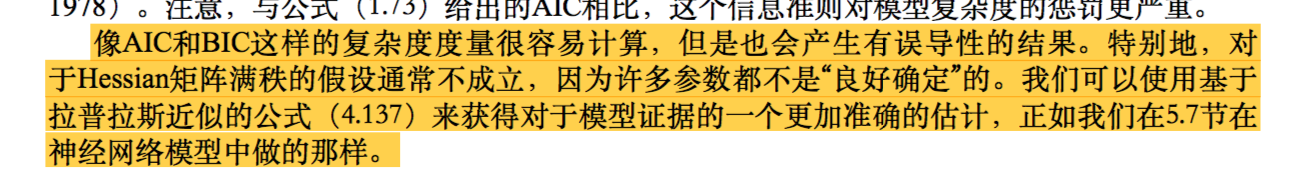 1978）。注意，与公式（1.73）给出的AIC相比，这个信息准则对模型复杂度的惩罚更严重。
像AIC和BIC这样的复杂度度量很容易计算，但是也会产生有误导性的结果。特别地，对
于Hessian矩阵满秩的假设通常不成立，因为许多参数都不是“良好确定”的。我们可以使用基于
拉普拉斯近似的公式（4.137）来获得对于模型证据的一个更加准确的估计，正如我们在5.7节在
神经网络模型中做的那样。